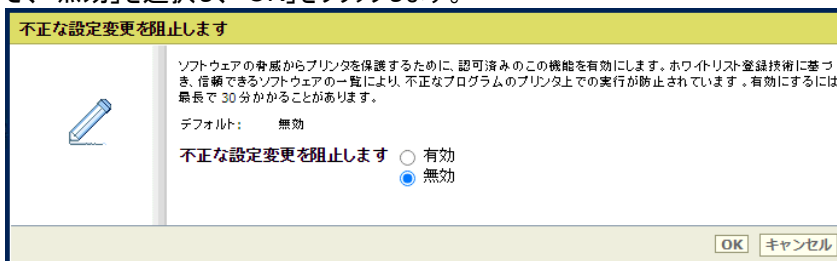 不正な設定変更を阻止します
ソフトウェアの脅威からプリンタを保護するために、認可済みのこの機能を有効にします。ホワイトリスト登録技術に基づ
き、信頼できるソフトウェアの一覧により、不正なプログラムのプリンタ上での実行が防止されています。有効にするには
最長で 30 分かかることがあります。
デフォルト： 無効
不正な設定変更を阻止します 有効
無効
OK キャンセル